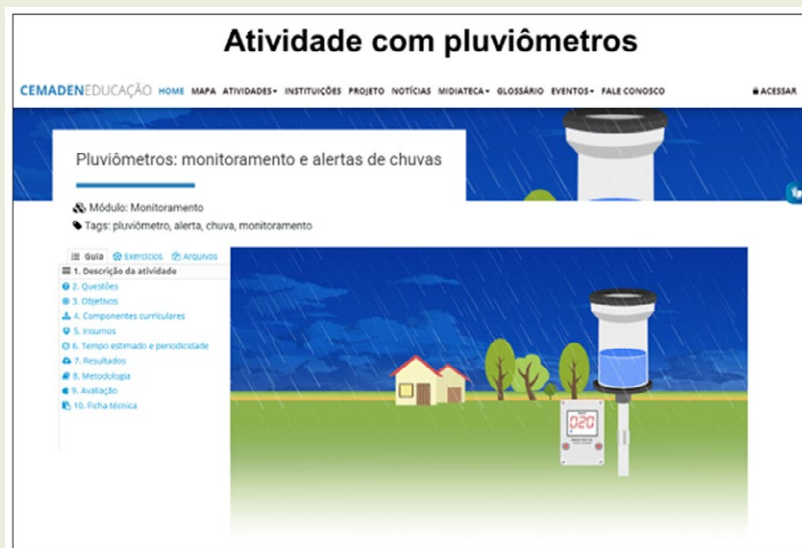 Atividade com pluviômetros
CEMADENEDUCAÇÃO HOME MAPA ATIVIDADES INSTITUIÇÕES PROJETO NOTÍCIAS MIDIATECA GLOSSÁRIO EVENTOS FALE CONOSCO ACESSAR
Pluviômetros: monitoramento e alertas de chuvas
Módulo: Monitoramento
Tags: pluviômetro, alerta, chuva, monitoramento
Guia Exercícios Arquivos
1. Descrição da atividade
2. Questões
3. Objetivos
4. Componentes curriculares
5. Insumos
6. Tempo estimado e periodicidade
7. Resultados
8. Metodologia
9. Avaliação
10. Ficha técnica
020